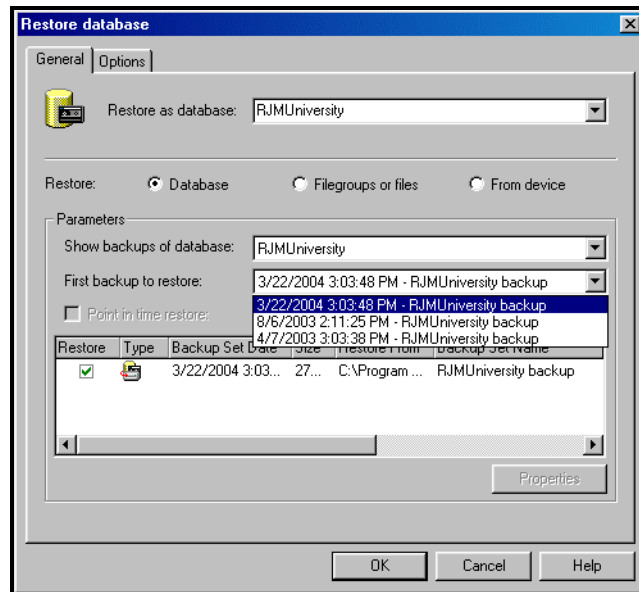 Restore database
General
Options
Restore as database: RJMUniversity
Restore: Database Filegroups or files From device
Parameters
Show backups of database: RJMUniversity
First backup to restore: 3/22/2004 3:03:48 PM - RJMUniversity backup
3/22/2004 3:03:48 PM - RJMUniversity backup
8/6/2003 2:11:25 PM - RJMUniversity backup
4/7/2003 3:03:38 PM - RJMUniversity backup
Point in time restore:
Restore Type Backup Set Date Size Restore From Backup Set Name
3/22/2004 3:03... 27... C:\Program ... RJMUniversity backup
Properties
OK Cancel Help